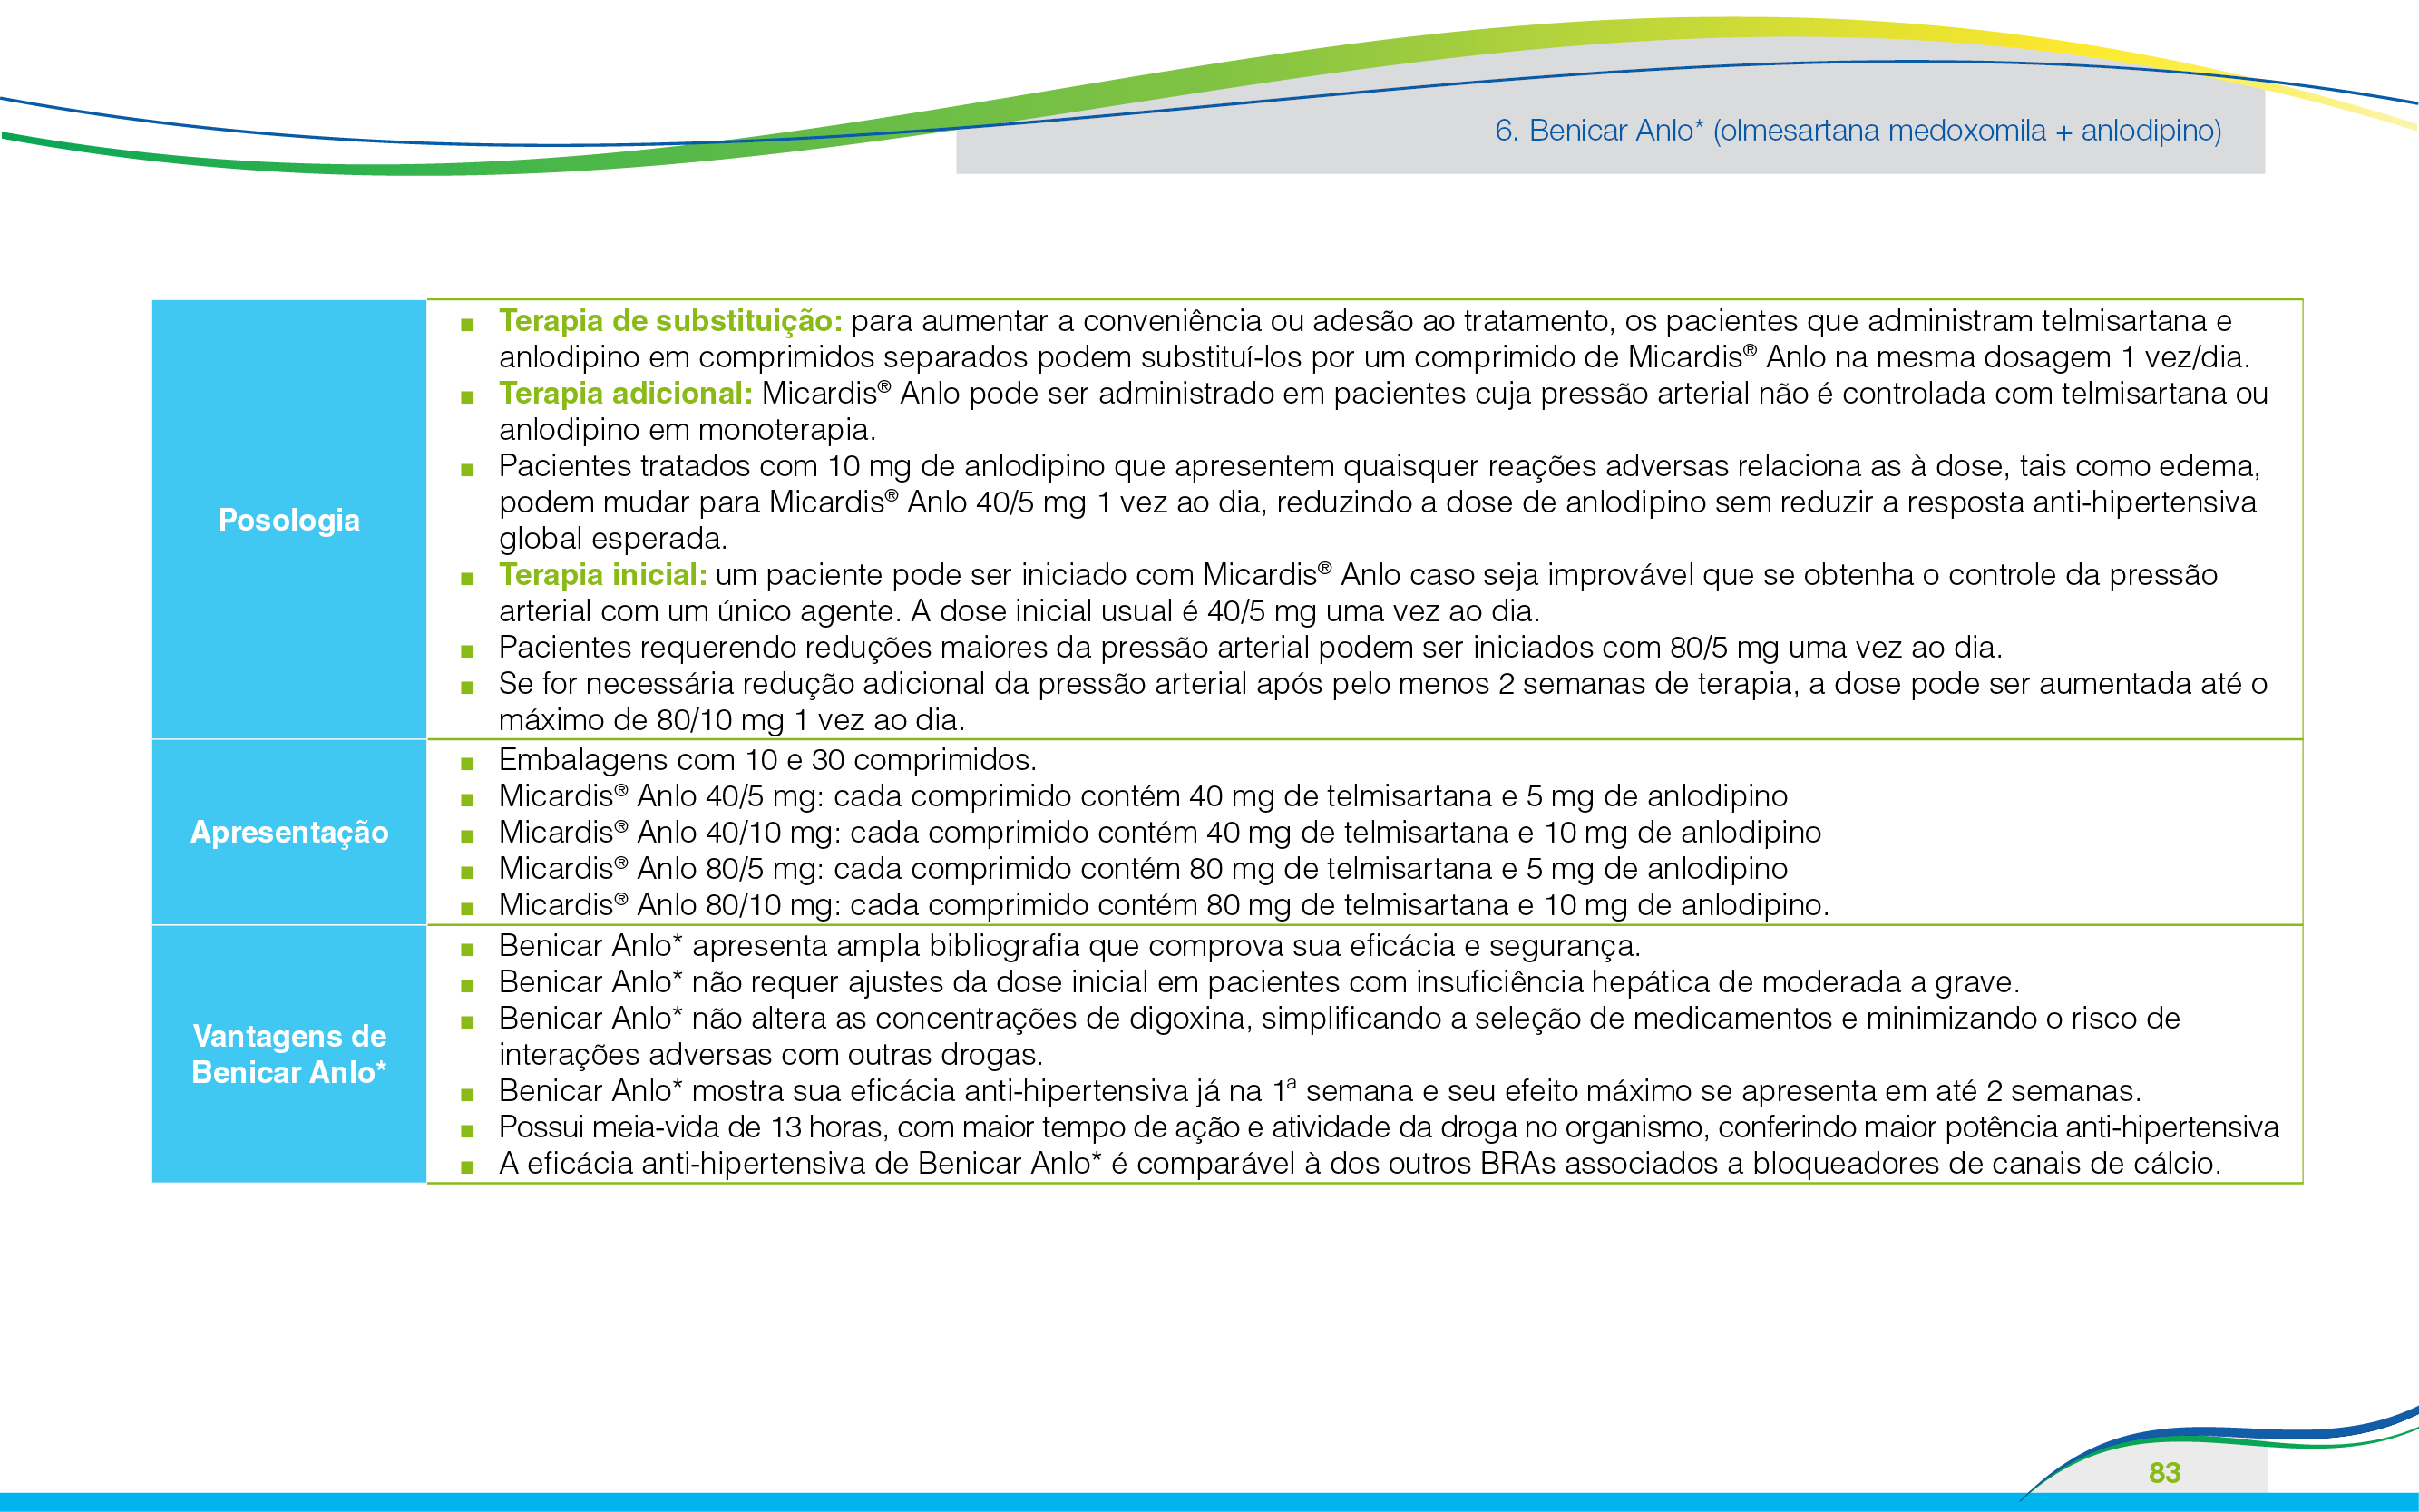 6. Benicar Anlo* (olmesartana medoxomila + anlodipino)
Posologia
■ Terapia de substituição: para aumentar a conveniência ou adesão ao tratamento, os pacientes que administram telmisartana e
anlodipino em comprimidos separados podem substituí-los por um comprimido de Micardis® Anlo na mesma dosagem 1 vez/dia.
■ Terapia adicional: Micardis® Anlo pode ser administrado em pacientes cuja pressão arterial não é controlada com telmisartana ou
anlodipino em monoterapia.
■ Pacientes tratados com 10 mg de anlodipino que apresentem quaisquer reações adversas relaciona as à dose, tais como edema,
podem mudar para Micardis® Anlo 40/5 mg 1 vez ao dia, reduzindo a dose de anlodipino sem reduzir a resposta anti-hipertensiva
global esperada.
■ Terapia inicial: um paciente pode ser iniciado com Micardis® Anlo caso seja improvável que se obtenha o controle da pressão
arterial com um único agente. A dose inicial usual é 40/5 mg uma vez ao dia.
■ Pacientes requerendo reduções maiores da pressão arterial podem ser iniciados com 80/5 mg uma vez ao dia.
■ Se for necessária redução adicional da pressão arterial após pelo menos 2 semanas de terapia, a dose pode ser aumentada até o
máximo de 80/10 mg 1 vez ao dia.
Apresentação
■ Embalagens com 10 e 30 comprimidos.
■ Micardis® Anlo 40/5 mg: cada comprimido contém 40 mg de telmisartana e 5 mg de anlodipino
■ Micardis® Anlo 40/10 mg: cada comprimido contém 40 mg de telmisartana e 10 mg de anlodipino
■ Micardis® Anlo 80/5 mg: cada comprimido contém 80 mg de telmisartana e 5 mg de anlodipino
■ Micardis® Anlo 80/10 mg: cada comprimido contém 80 mg de telmisartana e 10 mg de anlodipino.
Vantagens de
Benicar Anlo*
■ Benicar Anlo* apresenta ampla bibliografia que comprova sua eficácia e segurança.
■ Benicar Anlo* não requer ajustes da dose inicial em pacientes com insuficiência hepática de moderada a grave.
■ Benicar Anlo* não altera as concentrações de digoxina, simplificando a seleção de medicamentos e minimizando o risco de
interações adversas com outras drogas.
■ Benicar Anlo* mostra sua eficácia anti-hipertensiva já na 1ª semana e seu efeito máximo se apresenta em até 2 semanas.
■ Possui meia-vida de 13 horas, com maior tempo de ação e atividade da droga no organismo, conferindo maior potência anti-hipertensiva
■ A eficácia anti-hipertensiva de Benicar Anlo* é comparável à dos outros BRAs associados a bloqueadores de canais de cálcio.
83